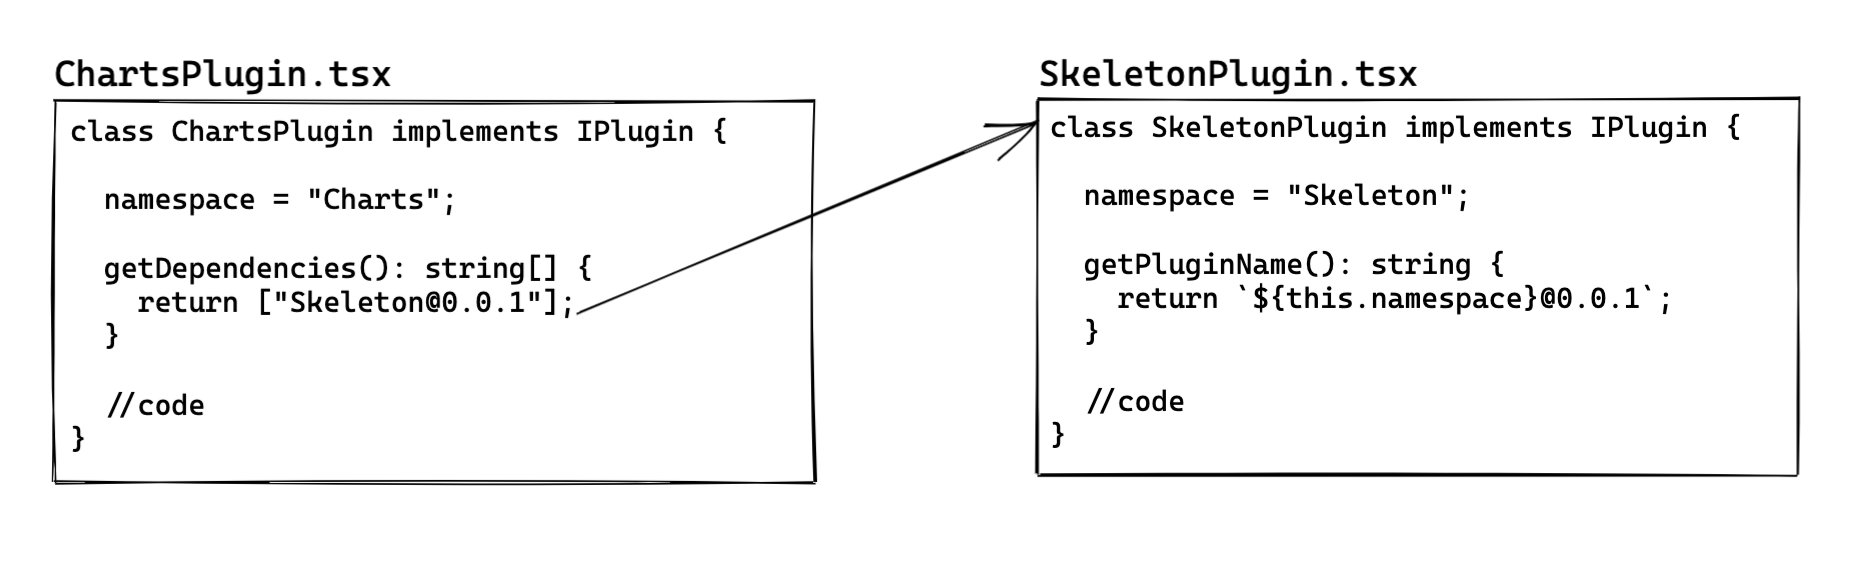 ChartsPlugin.tsx
class ChartsPlugin implements IPlugin {
  namespace = "Charts";
  getDependencies(): string[] {
    return ["Skeleton@0.0.1"];
  }
  //code
}
SkeletonPlugin.tsx
class SkeletonPlugin implements IPlugin {
  namespace = "Skeleton";
  getPluginName(): string {
    return `${this.namespace}@0.0.1`;
  }
  //code
}